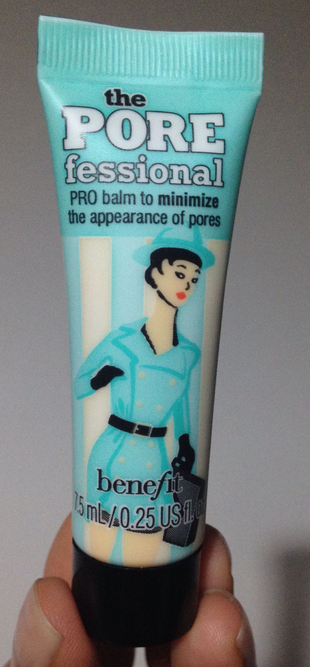 the
PORE
fessional
PRO balm to minimize
the appearance of pores
benefit
7.5 mL/0.25 US fl.